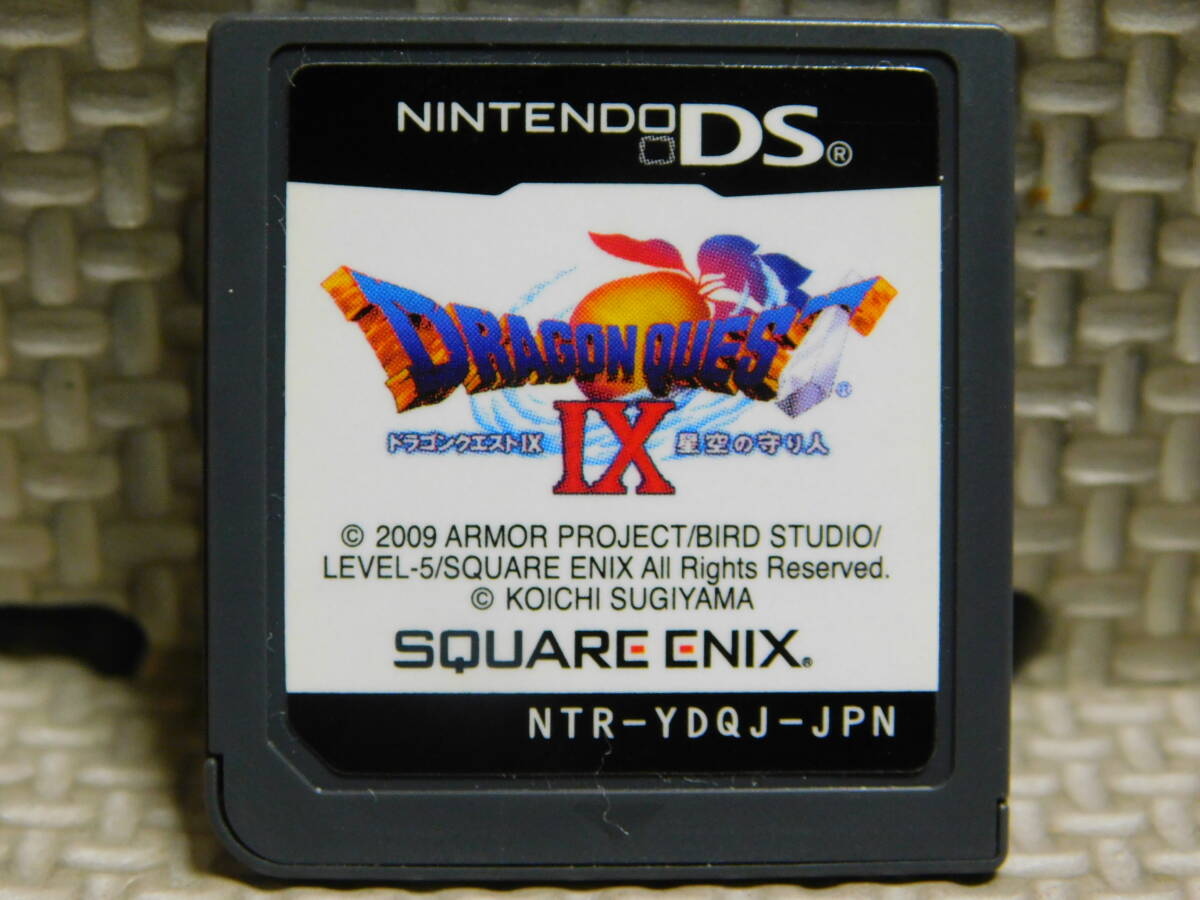 NINTENDO DS®
DRAGON QUEST®
IX
ドラゴンクエストIX 星空の守り人
© 2009 ARMOR PROJECT/BIRD STUDIO/
LEVEL-5/SQUARE ENIX All Rights Reserved.
© KOICHI SUGIYAMA
SQUARE ENIX®
NTR-YDQJ-JPN